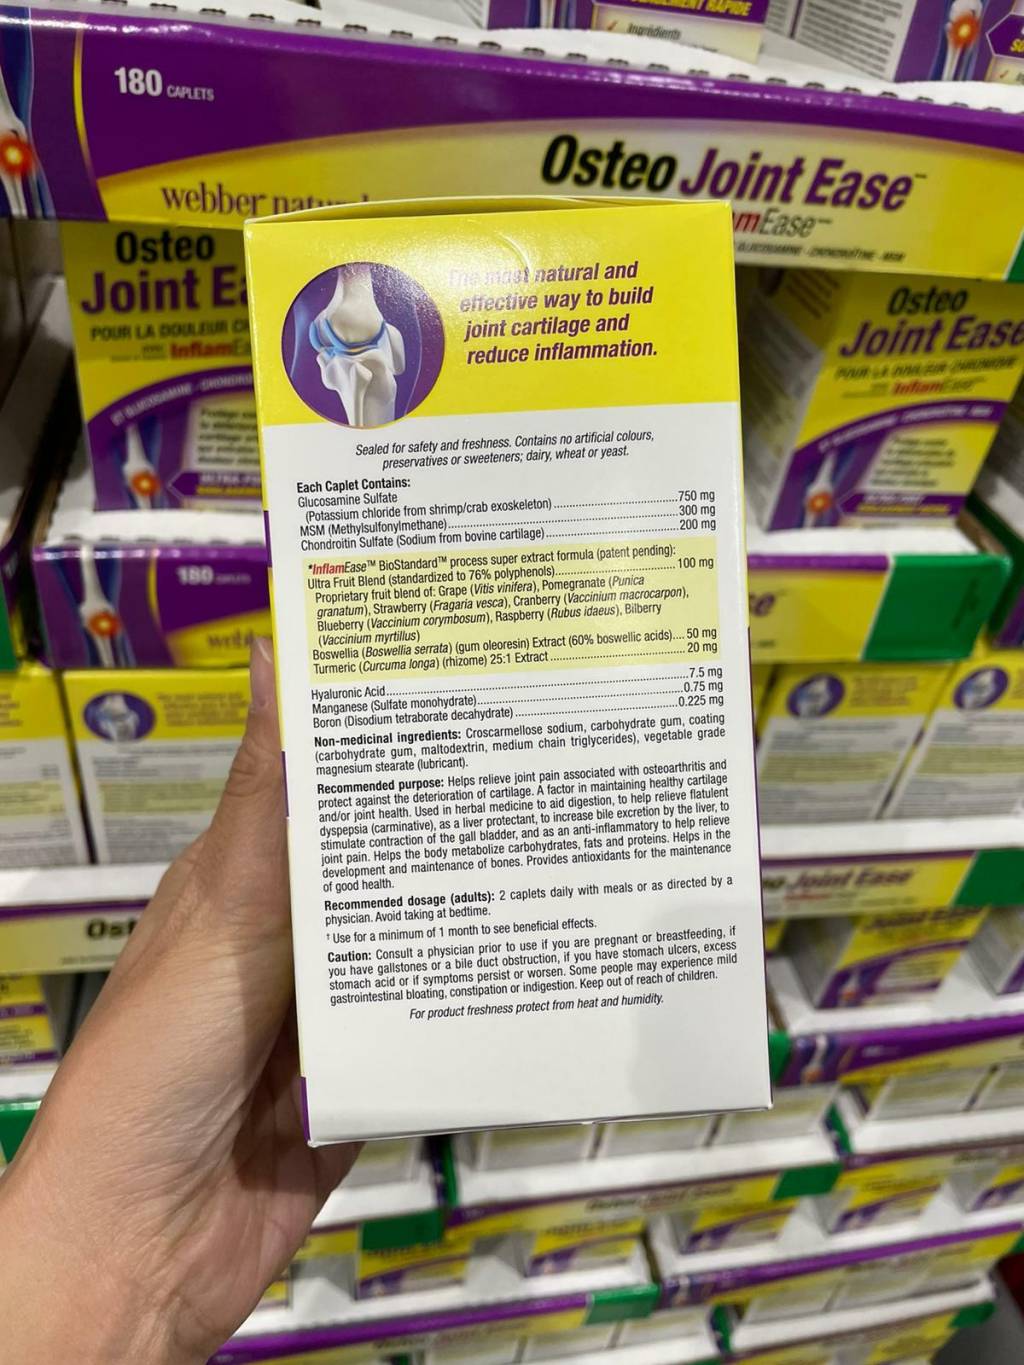 180 CAPLETS
webber
Osteo Joint Ease™
mEase™
Osteo
Joint Ea
POUR LA DOULEUR
Inflam
180
Osteo
Joint Ease
POUR LA DOULEUR CHRONIQUE
InflamEase
The most natural and
effective way to build
joint cartilage and
reduce inflammation.
Sealed for safety and freshness. Contains no artificial colours,
preservatives or sweeteners; dairy, wheat or yeast.
Each Caplet Contains:
Glucosamine Sulfate
(Potassium chloride from shrimp/crab exoskeleton) 750 mg
MSM (Methylsulfonylmethane) 300 mg
Chondroitin Sulfate (Sodium from bovine cartilage) 200 mg
*InflamEase™ BioStandard™ process super extract formula (patent pending):
Ultra Fruit Blend (standardized to 76% polyphenols) 100 mg
Proprietary fruit blend of: Grape (Vitis vinifera), Pomegranate (Punica
granatum), Strawberry (Fragaria vesca), Cranberry (Vaccinium macrocarpon),
Blueberry (Vaccinium corymbosum), Raspberry (Rubus idaeus), Bilberry
(Vaccinium myrtillus)
Boswellia (Boswellia serrata) (gum oleoresin) Extract (60% boswellic acids).... 50 mg
Turmeric (Curcuma longa) (rhizome) 25:1 Extract 20 mg
Hyaluronic Acid 7.5 mg
Manganese (Sulfate monohydrate) 0.75 mg
Boron (Disodium tetraborate decahydrate) 0.225 mg
Non-medicinal ingredients: Croscarmellose sodium, carbohydrate gum, coating
(carbohydrate gum, maltodextrin, medium chain triglycerides), vegetable grade
magnesium stearate (lubricant).
Recommended purpose: Helps relieve joint pain associated with osteoarthritis and
protect against the deterioration of cartilage. A factor in maintaining healthy cartilage
and/or joint health. Used in herbal medicine to aid digestion, to help relieve flatulent
dyspepsia (carminative), as a liver protectant, to increase bile excretion by the liver, to
stimulate contraction of the gall bladder, and as an anti-inflammatory to help relieve
joint pain. Helps the body metabolize carbohydrates, fats and proteins. Helps in the
development and maintenance of bones. Provides antioxidants for the maintenance
of good health.
Recommended dosage (adults): 2 caplets daily with meals or as directed by a
physician. Avoid taking at bedtime.
† Use for a minimum of 1 month to see beneficial effects.
Caution: Consult a physician prior to use if you are pregnant or breastfeeding, if
you have gallstones or a bile duct obstruction, if you have stomach ulcers, excess
stomach acid or if symptoms persist or worsen. Some people may experience mild
gastrointestinal bloating, constipation or indigestion. Keep out of reach of children.
For product freshness protect from heat and humidity.